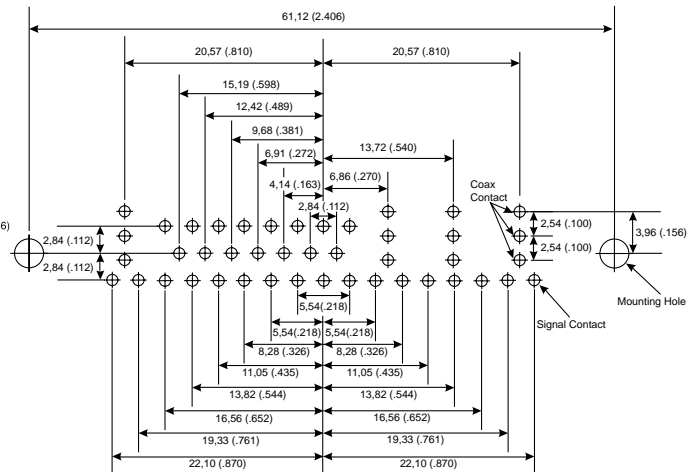 61,12 (2.406)
20,57 (.810) 20,57 (.810)
15,19 (.598)
12,42 (.489)
9,68 (.381)
13,72 (.540)
6,91 (.272)
6,86 (.270)
4,14 (.163)
Coax
Contact
2,84 (.112)
6)
2,84 (.112)
2,54 (.100)
3,96 (.156)
2,54 (.100)
2,84 (.112)
Mounting Hole
5,54 (.218)
Signal Contact
5,54(.218) 5,54(.218)
8,28 (.326) 8,28 (.326)
11,05 (.435) 11,05 (.435)
13,82 (.544) 13,82 (.544)
16,56 (.652) 16,56 (.652)
19,33 (.761) 19,33 (.761)
22,10 (.870) 22,10 (.870)